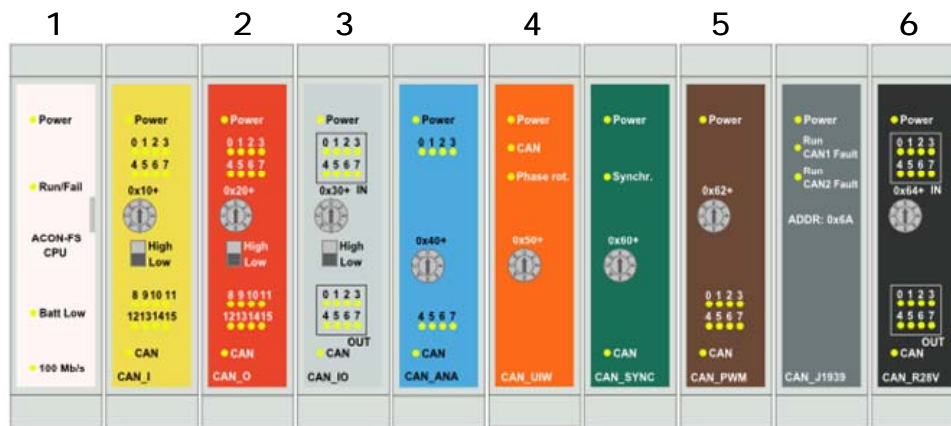 1 2 3 4 5 6
Power
Run/Fail
ACON-FS
CPU
Batt Low
100 Mb/s
Power
0 1 2 3
4 5 6 7
0x10+
High
Low
8 9 10 11
12 13 14 15
CAN
CAN_I
Power
0 1 2 3
4 5 6 7
0x20+
High
Low
8 9 10 11
12 13 14 15
CAN
CAN_O
Power
0 1 2 3
4 5 6 7
0x30+ IN
High
Low
0 1 2 3
4 5 6 7
OUT
CAN
CAN_IO
Power
0 1 2 3
0x40+
4 5 6 7
CAN
CAN_ANA
Power
CAN
Phase rot.
0x50+
CAN_UIW
Power
Synchr.
0x60+
CAN
CAN_SYNC
Power
0x62+
0 1 2 3
4 5 6 7
CAN
CAN_PWM
Power
Run
CAN1 Fault
Run
CAN2 Fault
ADDR: 0x6A
CAN_J1939
Power
0 1 2 3
4 5 6 7
0x64+ IN
0 1 2 3
4 5 6 7
OUT
CAN
CAN_R28V